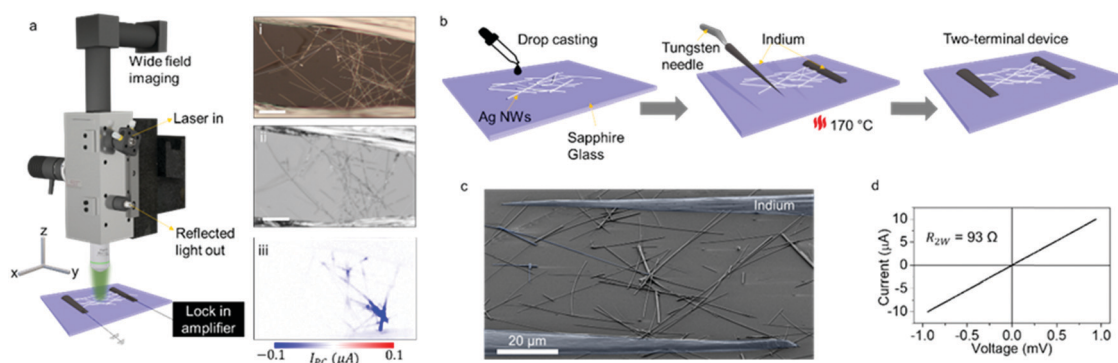 a
Wide field
imaging
Laser in
Reflected
light out
z
x
y
Lock in
amplifier
i
ii
iii
−0.1
I_PC (μA)
0.1
b
Drop casting
Ag NWs
Sapphire
Glass
Tungsten
needle
Indium
170 °C
Two-terminal device
c
Indium
20 μm
d
Current (μA)
10
5
0
-5
-10
R_2W = 93 Ω
-1.0
-0.5
0.0
0.5
1.0
Voltage (mV)